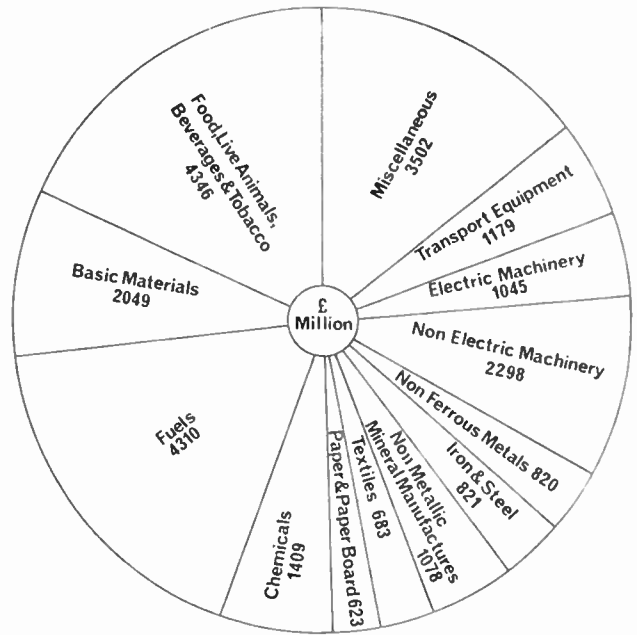 £
Million
Miscellaneous
3502
Transport Equipment
1179
Electric Machinery
1045
Non Electric Machinery
2298
Non Ferrous Metals 820
Iron & Steel
821
Non Metallic
Mineral Manufactures
1078
Textiles 683
Paper & Paper Board 623
Chemicals
1409
Fuels
4310
Basic Materials
2049
Food, Live Animals,
Beverages & Tobacco
4346